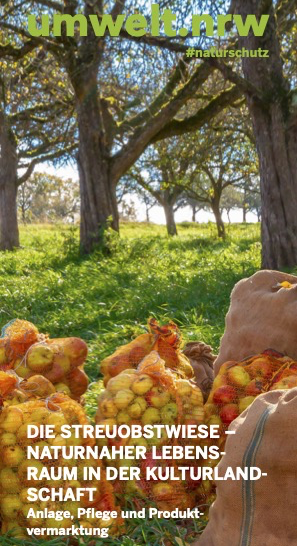 umwelt.nrw
#naturschutz
DIE STREUOBSTWIESE –
NATURNAHER LEBENS-
RAUM IN DER KULTURLAND-
SCHAFT
Anlage, Pflege und Produkt-
vermarktung